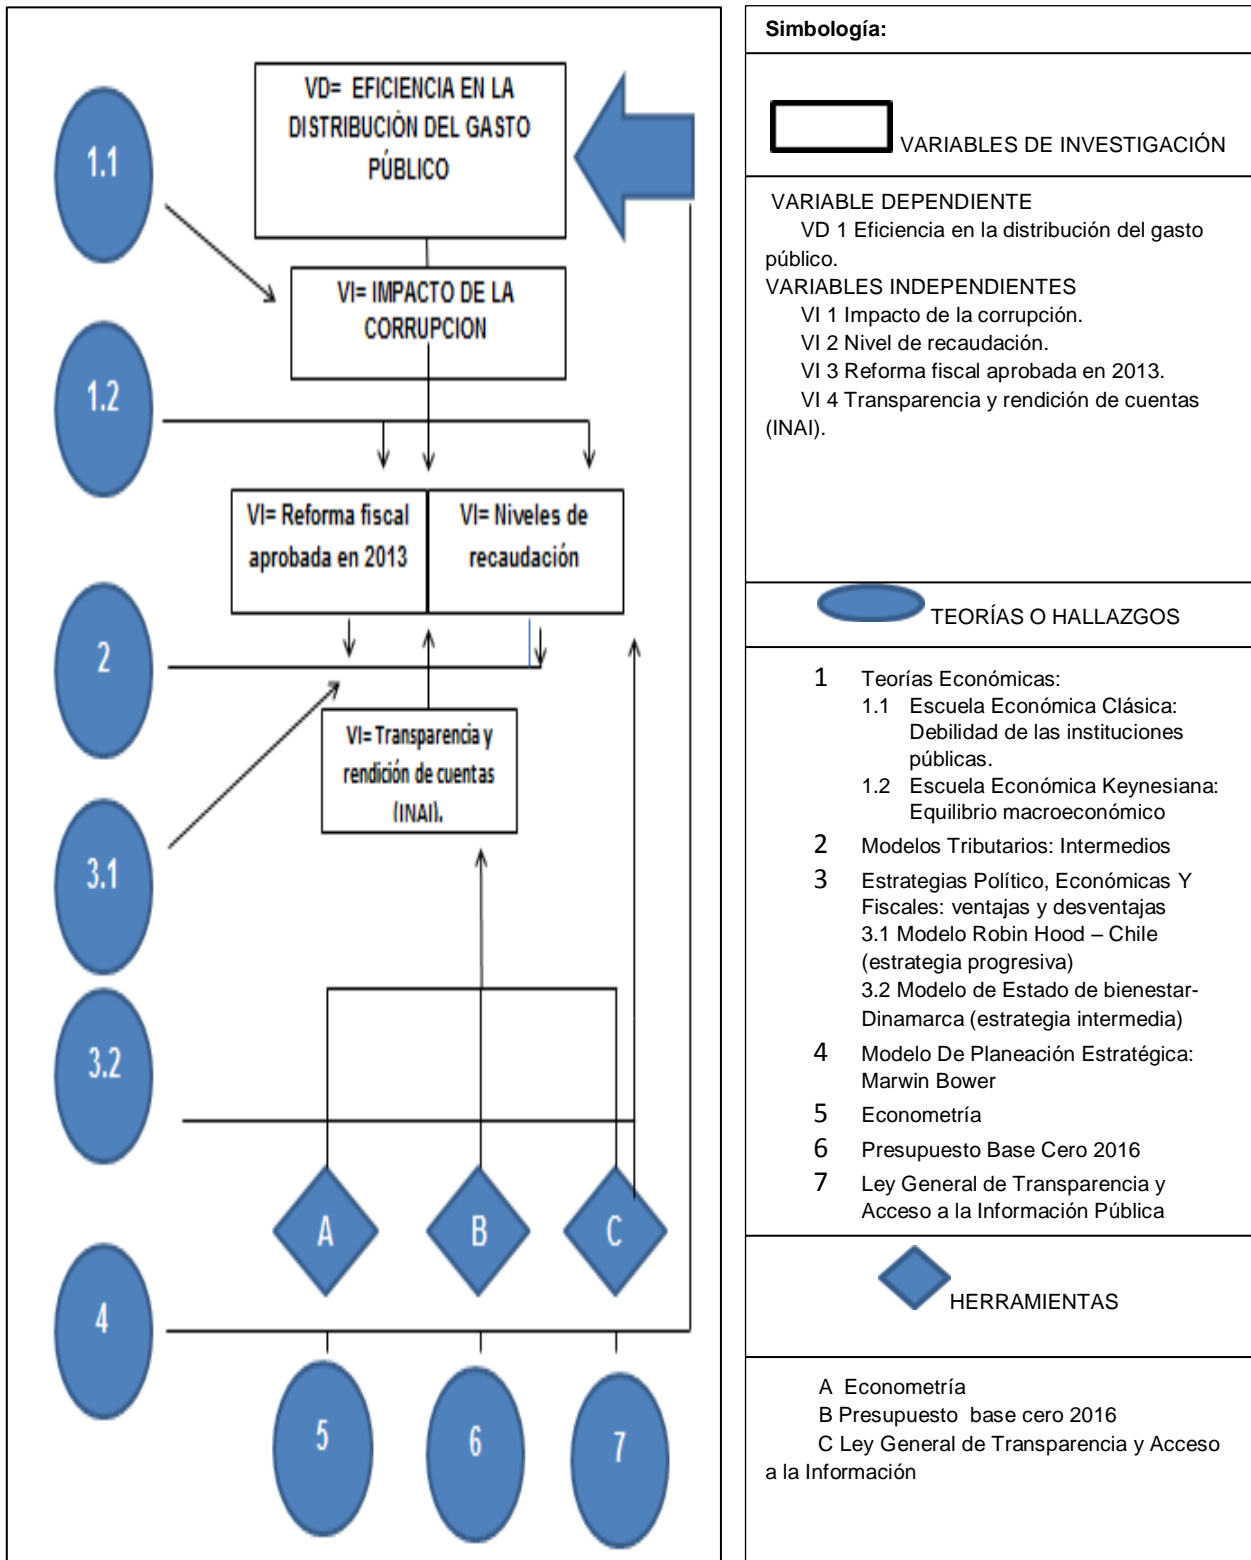 VD=  EFICIENCIA EN LA
DISTRIBUCIÓN DEL GASTO
PÚBLICO
1.1
VI= IMPACTO DE LA
CORRUPCION
1.2
VI= Reforma fiscal
aprobada en 2013
VI= Niveles de
recaudación
2
VI= Transparencia y
rendición de cuentas
(INAI).
3.1
3.2
A
B
C
4
5
6
7
Simbología:
VARIABLES DE INVESTIGACIÓN
VARIABLE DEPENDIENTE
VD 1 Eficiencia en la distribución del gasto
público.
VARIABLES INDEPENDIENTES
VI 1 Impacto de la corrupción.
VI 2 Nivel de recaudación.
VI 3 Reforma fiscal aprobada en 2013.
VI 4 Transparencia y rendición de cuentas
(INAI).
TEORÍAS O HALLAZGOS
1 Teorías Económicas:
1.1 Escuela Económica Clásica:
Debilidad de las instituciones
públicas.
1.2 Escuela Económica Keynesiana:
Equilibrio macroeconómico
2 Modelos Tributarios: Intermedios
3 Estrategias Político, Económicas Y
Fiscales: ventajas y desventajas
3.1 Modelo Robin Hood – Chile
(estrategia progresiva)
3.2 Modelo de Estado de bienestar-
Dinamarca (estrategia intermedia)
4 Modelo De Planeación Estratégica:
Marwin Bower
5 Econometría
6 Presupuesto Base Cero 2016
7 Ley General de Transparencia y
Acceso a la Información Pública
HERRAMIENTAS
A  Econometría
B Presupuesto  base cero 2016
C Ley General de Transparencia y Acceso
a la Información